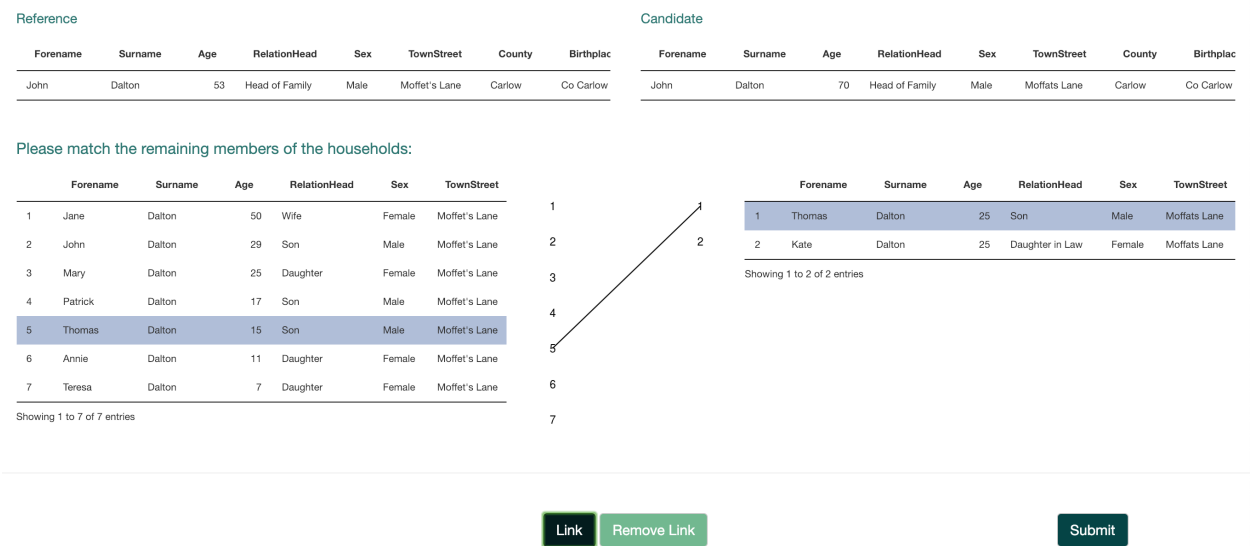 Reference Candidate
Forename Surname Age RelationHead Sex TownStreet County Birthplac Forename Surname Age RelationHead Sex TownStreet County Birthplac
John Dalton 53 Head of Family Male Moffet's Lane Carlow Co Carlow John Dalton 70 Head of Family Male Moffats Lane Carlow Co Carlow
Please match the remaining members of the households:
Forename Surname Age RelationHead Sex TownStreet
1 Jane Dalton 50 Wife Female Moffet's Lane
2 John Dalton 29 Son Male Moffet's Lane
3 Mary Dalton 25 Daughter Female Moffet's Lane
4 Patrick Dalton 17 Son Male Moffet's Lane
5 Thomas Dalton 15 Son Male Moffet's Lane
6 Annie Dalton 11 Daughter Female Moffet's Lane
7 Teresa Dalton 7 Daughter Female Moffet's Lane
Showing 1 to 7 of 7 entries
1 1
2 2
3
4
5
6
7
Forename Surname Age RelationHead Sex TownStreet
1 Thomas Dalton 25 Son Male Moffats Lane
2 Kate Dalton 25 Daughter in Law Female Moffats Lane
Showing 1 to 2 of 2 entries
Link Remove Link Submit